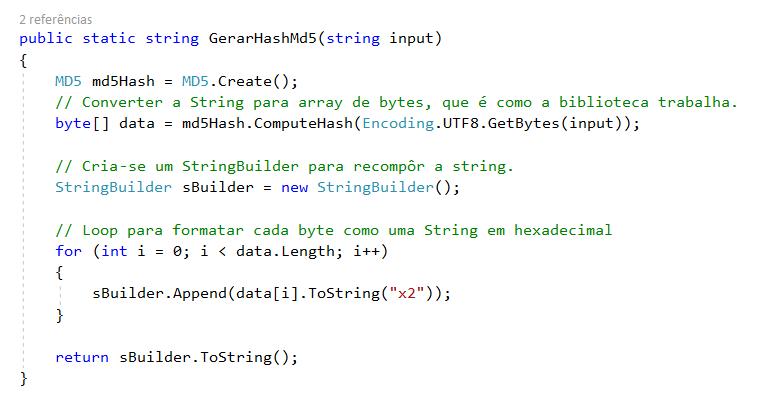 2 referências
public static string GerarHashMd5(string input)
{
MD5 md5Hash = MD5.Create();
// Converter a String para array de bytes, que é como a biblioteca trabalha.
byte[] data = md5Hash.ComputeHash(Encoding.UTF8.GetBytes(input));
// Cria-se um StringBuilder para recompôr a string.
StringBuilder sBuilder = new StringBuilder();
// Loop para formatar cada byte como uma String em hexadecimal
for (int i = 0; i < data.Length; i++)
{
sBuilder.Append(data[i].ToString("x2"));
}
return sBuilder.ToString();
}